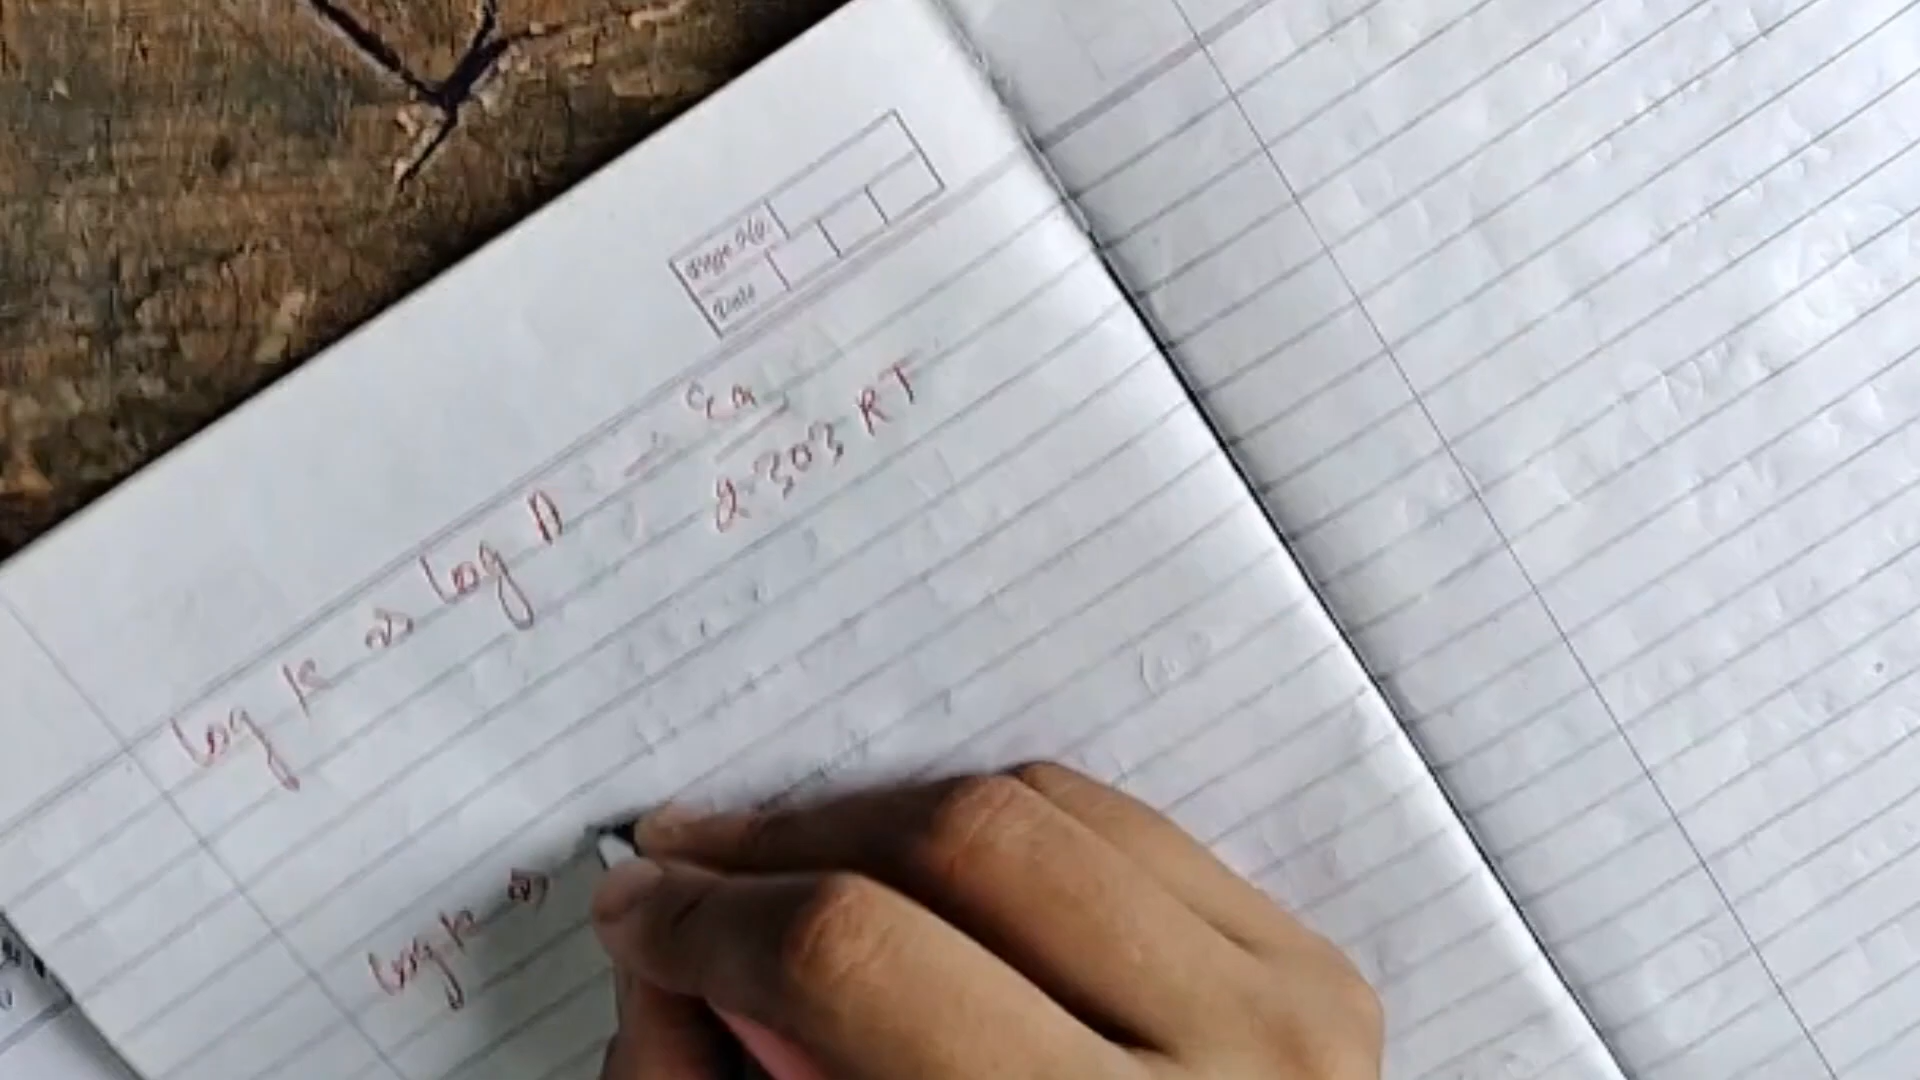 Page No.
Date
log k = log A - Ea
2.303 RT
log k =